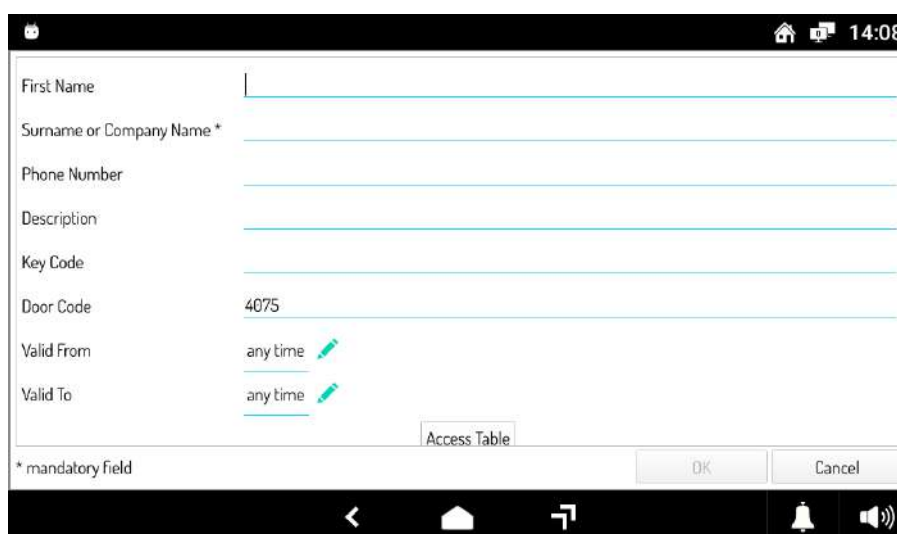 14:08
First Name
Surname or Company Name *
Phone Number
Description
Key Code
Door Code 4075
Valid From any time
Valid To any time
Access Table
* mandatory field OK Cancel